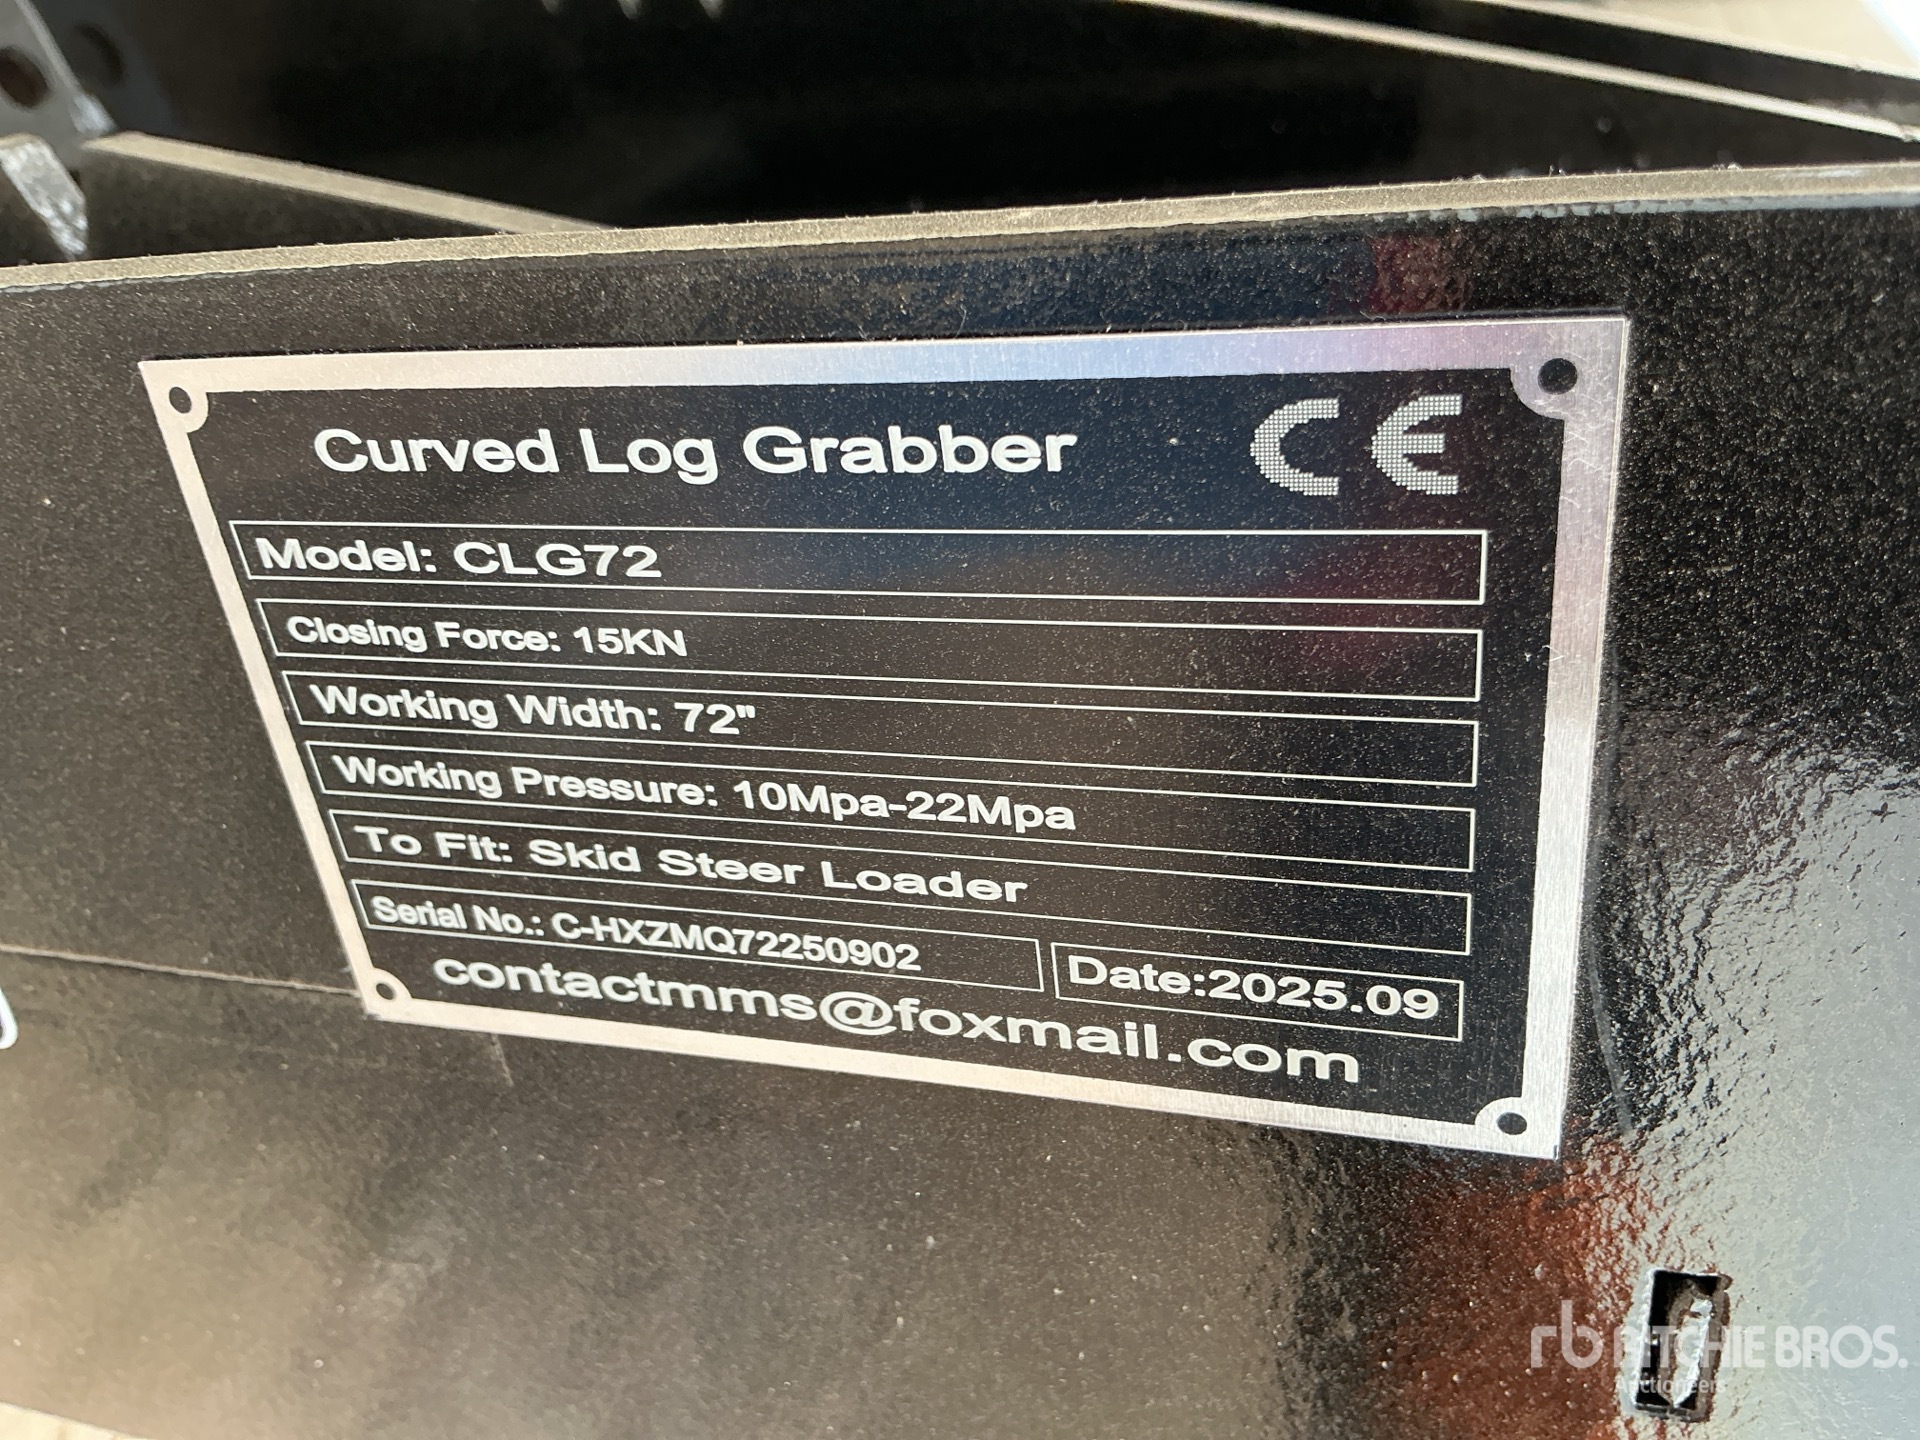 Curved Log Grabber CE
Model: CLG72
Closing Force: 15KN
Working Width: 72"
Working Pressure: 10Mpa-22Mpa
To Fit: Skid Steer Loader
Serial No.: C-HXZMQ72250902
Date:2025.09
contactmms@foxmail.com
rb RITCHIE BROS.
Auctioneers